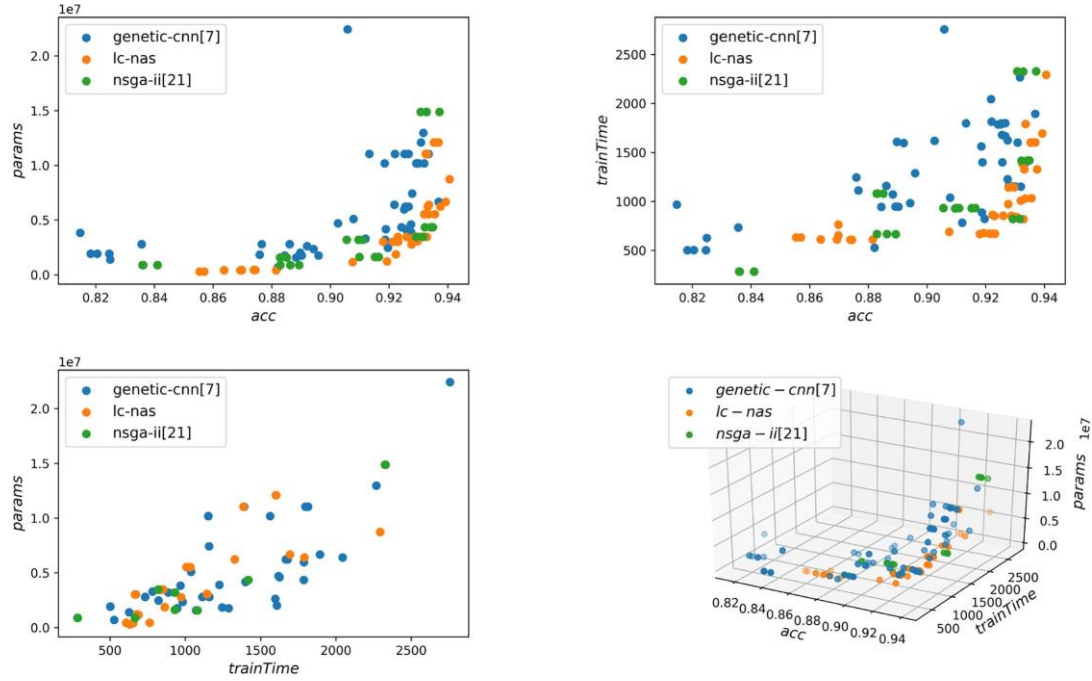 1e7
genetic-cnn[7]
lc-nas
nsga-ii[21]
2.0
1.5
1.0
0.5
0.0
params
0.82 0.84 0.86 0.88 0.90 0.92 0.94
acc
genetic-cnn[7]
lc-nas
nsga-ii[21]
2500
2000
1500
1000
500
trainTime
0.82 0.84 0.86 0.88 0.90 0.92 0.94
acc
1e7
genetic-cnn[7]
lc-nas
nsga-ii[21]
2.0
1.5
1.0
0.5
0.0
params
500 1000 1500 2000 2500
trainTime
genetic − cnn[7]
lc − nas
nsga − ii[21]
1e7
2.0
1.5
1.0
0.5
0.0
params
2500
2000
1500
1000
500
trainTime
0.82 0.84 0.86 0.88 0.90 0.92 0.94
acc